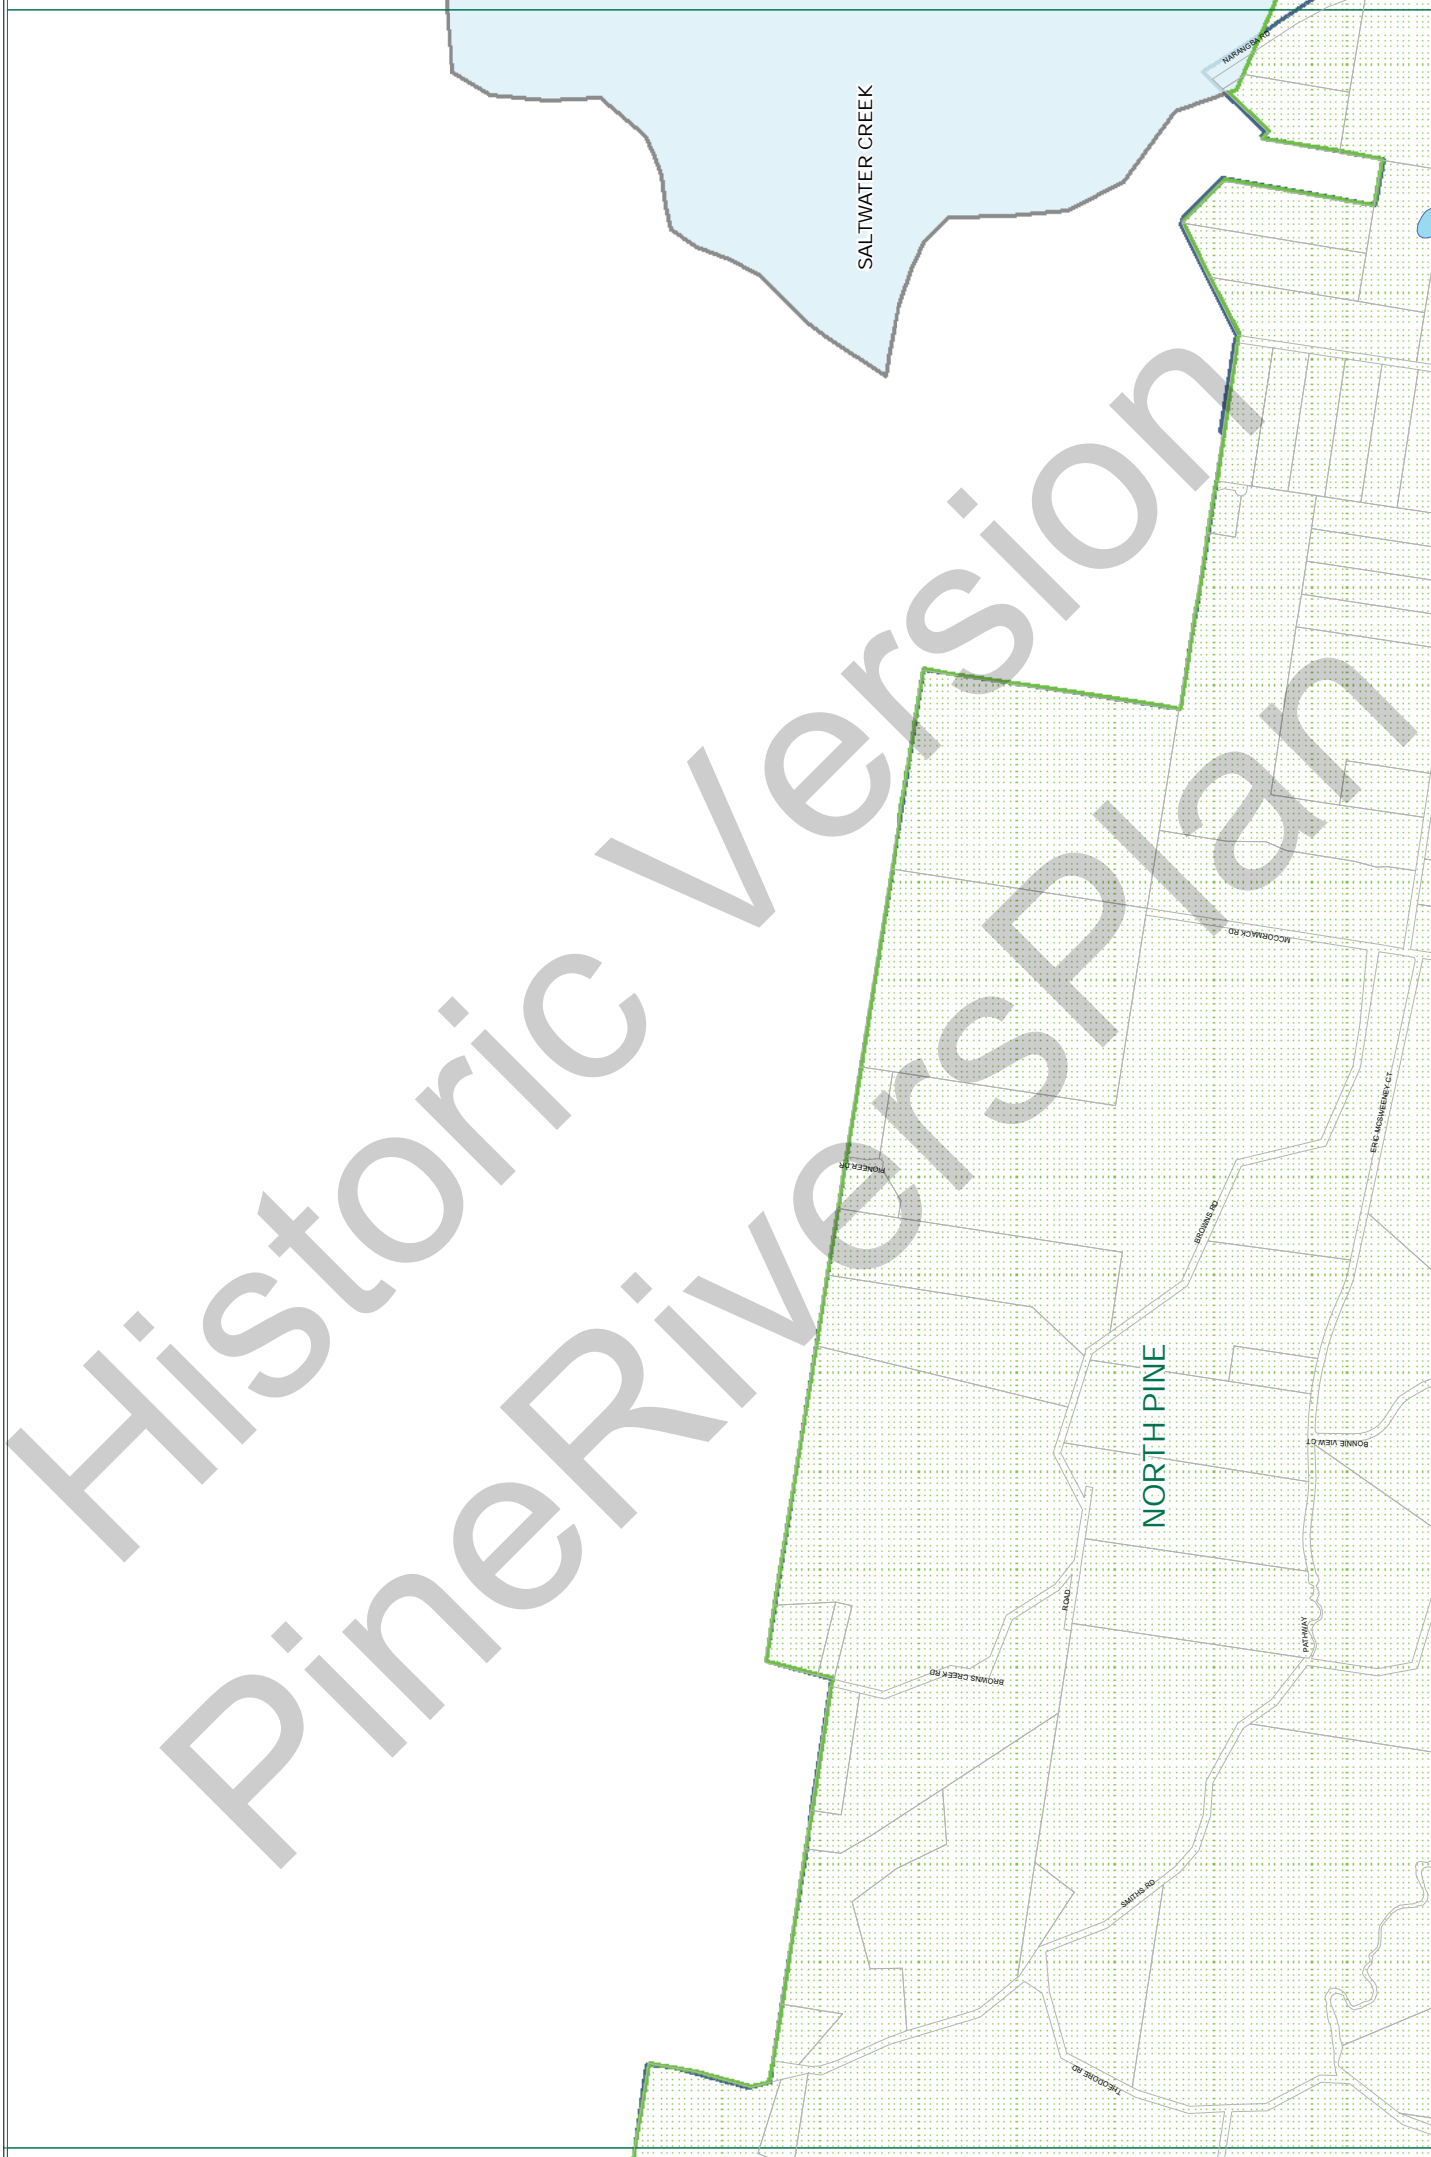 NARANGBA RD
SALTWATER CREEK
Historic Version
PineRiversPlan
MCCORMACK RD
ERIC MCSWEENEY CT
PIONEER DR
BROWNS RD
NORTH PINE
BONNIE VIEW CT
ROAD
PATHWAY
BROWNS CREEK RD
SMITHS RD
THEODORE RD